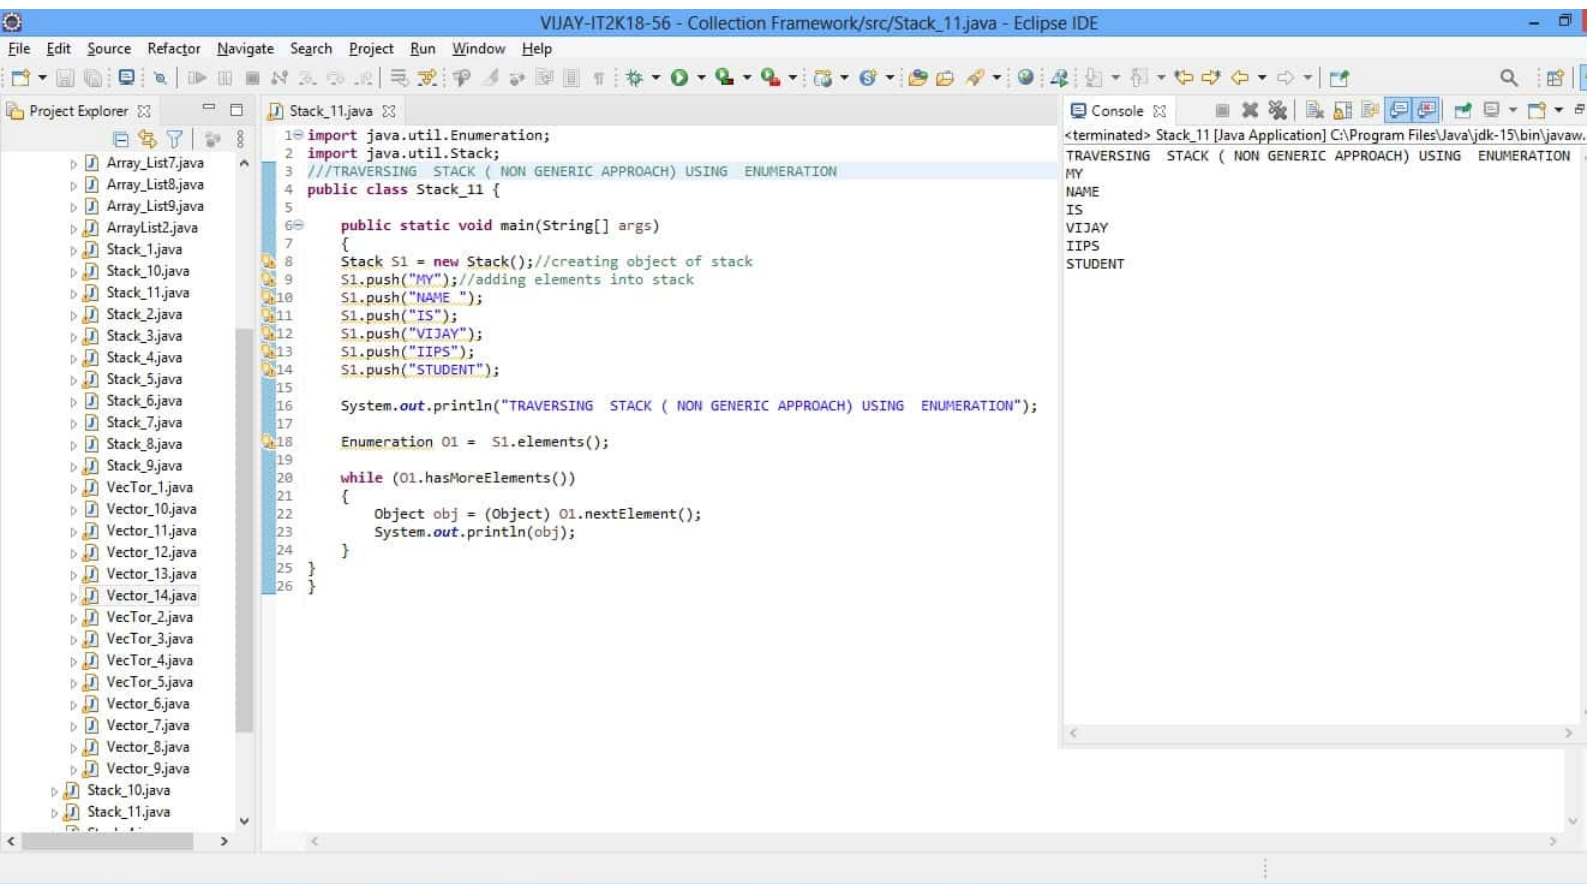 VIJAY-IT2K18-56 - Collection Framework/src/Stack_11.java - Eclipse IDE
File Edit Source Refactor Navigate Search Project Run Window Help
Project Explorer
Array_List7.java
Array_List8.java
Array_List9.java
ArrayList2.java
Stack_1.java
Stack_10.java
Stack_11.java
Stack_2.java
Stack_3.java
Stack_4.java
Stack_5.java
Stack_6.java
Stack_7.java
Stack_8.java
Stack_9.java
VecTor_1.java
Vector_10.java
Vector_11.java
Vector_12.java
Vector_13.java
Vector_14.java
VecTor_2.java
VecTor_3.java
VecTor_4.java
VecTor_5.java
Vector_6.java
Vector_7.java
Vector_8.java
Vector_9.java
Stack_10.java
Stack_11.java
Stack_11.java
1 import java.util.Enumeration;
2 import java.util.Stack;
3 ///TRAVERSING  STACK ( NON GENERIC APPROACH) USING  ENUMERATION
4 public class Stack_11 {
5
6     public static void main(String[] args)
7     {
8     Stack S1 = new Stack();//creating object of stack
9     S1.push("MY");//adding elements into stack
10     S1.push("NAME ");
11     S1.push("IS");
12     S1.push("VIJAY");
13     S1.push("IIPS");
14     S1.push("STUDENT");
15
16     System.out.println("TRAVERSING  STACK ( NON GENERIC APPROACH) USING  ENUMERATION");
17
18     Enumeration O1 =  S1.elements();
19
20     while (O1.hasMoreElements())
21     {
22         Object obj = (Object) O1.nextElement();
23         System.out.println(obj);
24     }
25 }
26 }
Console
<terminated> Stack_11 [Java Application] C:\Program Files\Java\jdk-15\bin\javaw.
TRAVERSING  STACK ( NON GENERIC APPROACH) USING  ENUMERATION
MY
NAME
IS
VIJAY
IIPS
STUDENT